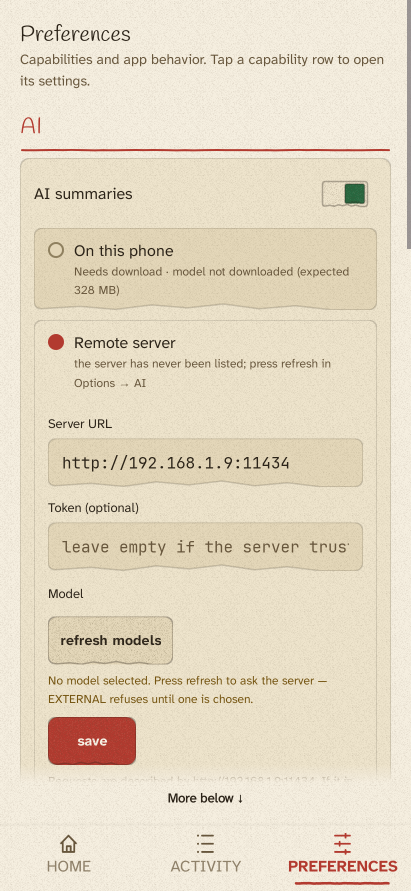 Preferences
Capabilities and app behavior. Tap a capability row to open
its settings.
AI
AI summaries
On this phone
Needs download · model not downloaded (expected
328 MB)
Remote server
the server has never been listed; press refresh in
Options → AI
Server URL
http://192.168.1.9:11434
Token (optional)
leave empty if the server trus
Model
refresh models
No model selected. Press refresh to ask the server —
EXTERNAL refuses until one is chosen.
save
More below ↓
HOME
ACTIVITY
PREFERENCES